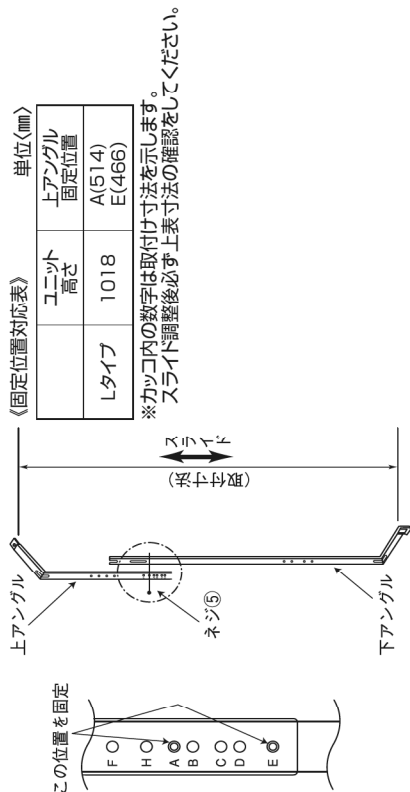 《固定位置対応表》
単位〈㎜〉
ユニット
高さ
上アングル
固定位置
Lタイプ
1018
A(514)
E(466)
※カッコ内の数字は取付け寸法を示します。
スライド調整後必ず上表寸法の確認をしてください。
上アングル
スライド
(取付寸法)
ネジ⑤
下アングル
この位置を固定
F
H
A
B
C
D
E